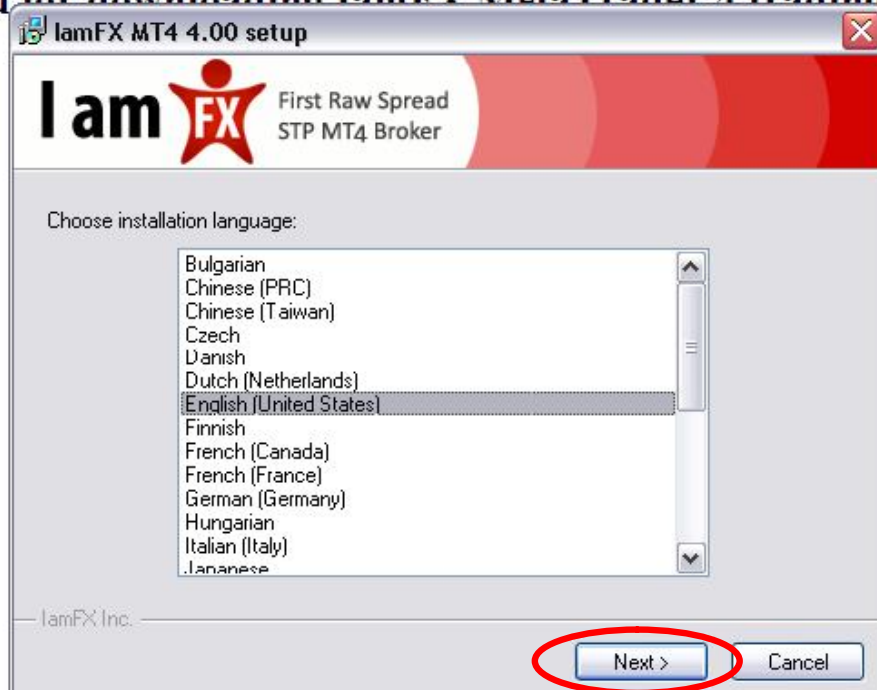 IamFX MT4 4.00 setup
I am FX
First Raw Spread
STP MT4 Broker
Choose installation language:
Bulgarian
Chinese (PRC)
Chinese (Taiwan)
Czech
Danish
Dutch (Netherlands)
English (United States)
Finnish
French (Canada)
French (France)
German (Germany)
Hungarian
Italian (Italy)
Japanese
IamFX Inc.
Next >
Cancel